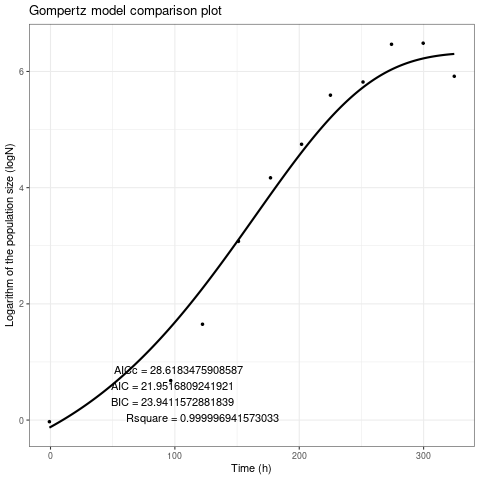 Gompertz model comparison plot
Logarithm of the population size (logN)
6
4
2
0
AICc = 28.6183475908587
AIC = 21.9516809241921
BIC = 23.9411572881839
Rsquare = 0.999996941573033
0 100 200 300
Time (h)